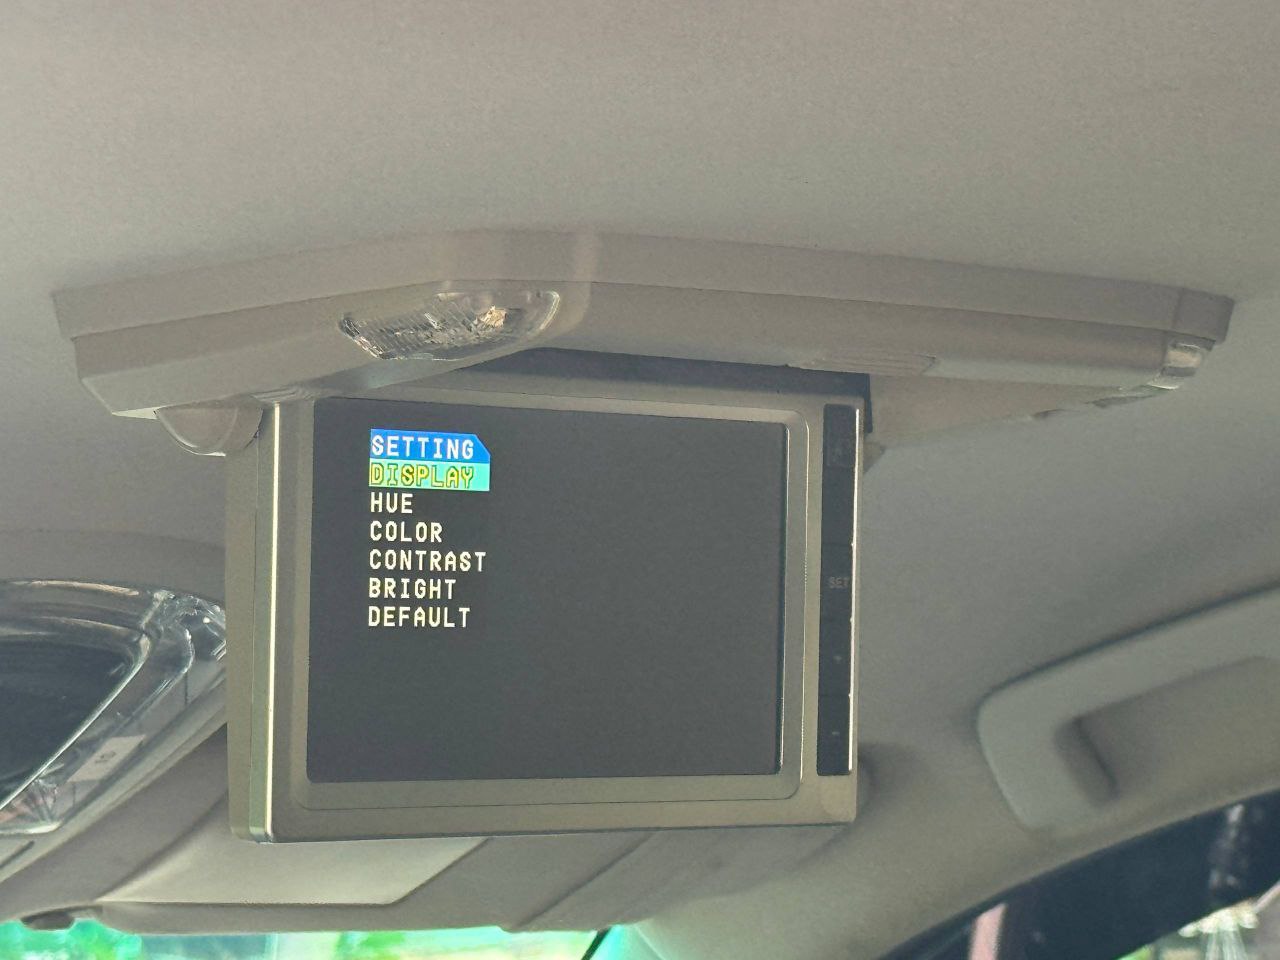 SETTING
DISPLAY
HUE
COLOR
CONTRAST
BRIGHT
DEFAULT
SET